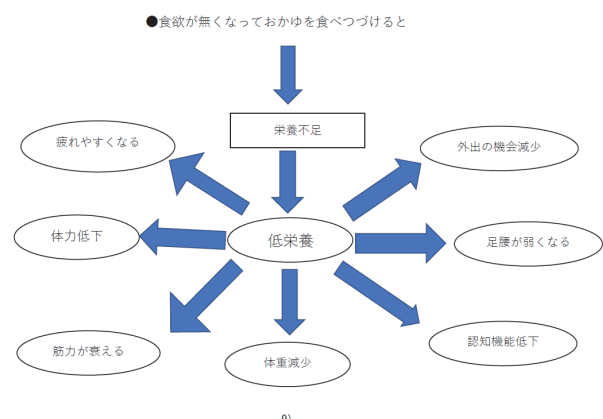 ●食欲が無くなっておかゆを食べつづけると
栄養不足
疲れやすくなる
外出の機会減少
体力低下
低栄養
足腰が弱くなる
筋力が衰える
体重減少
認知機能低下